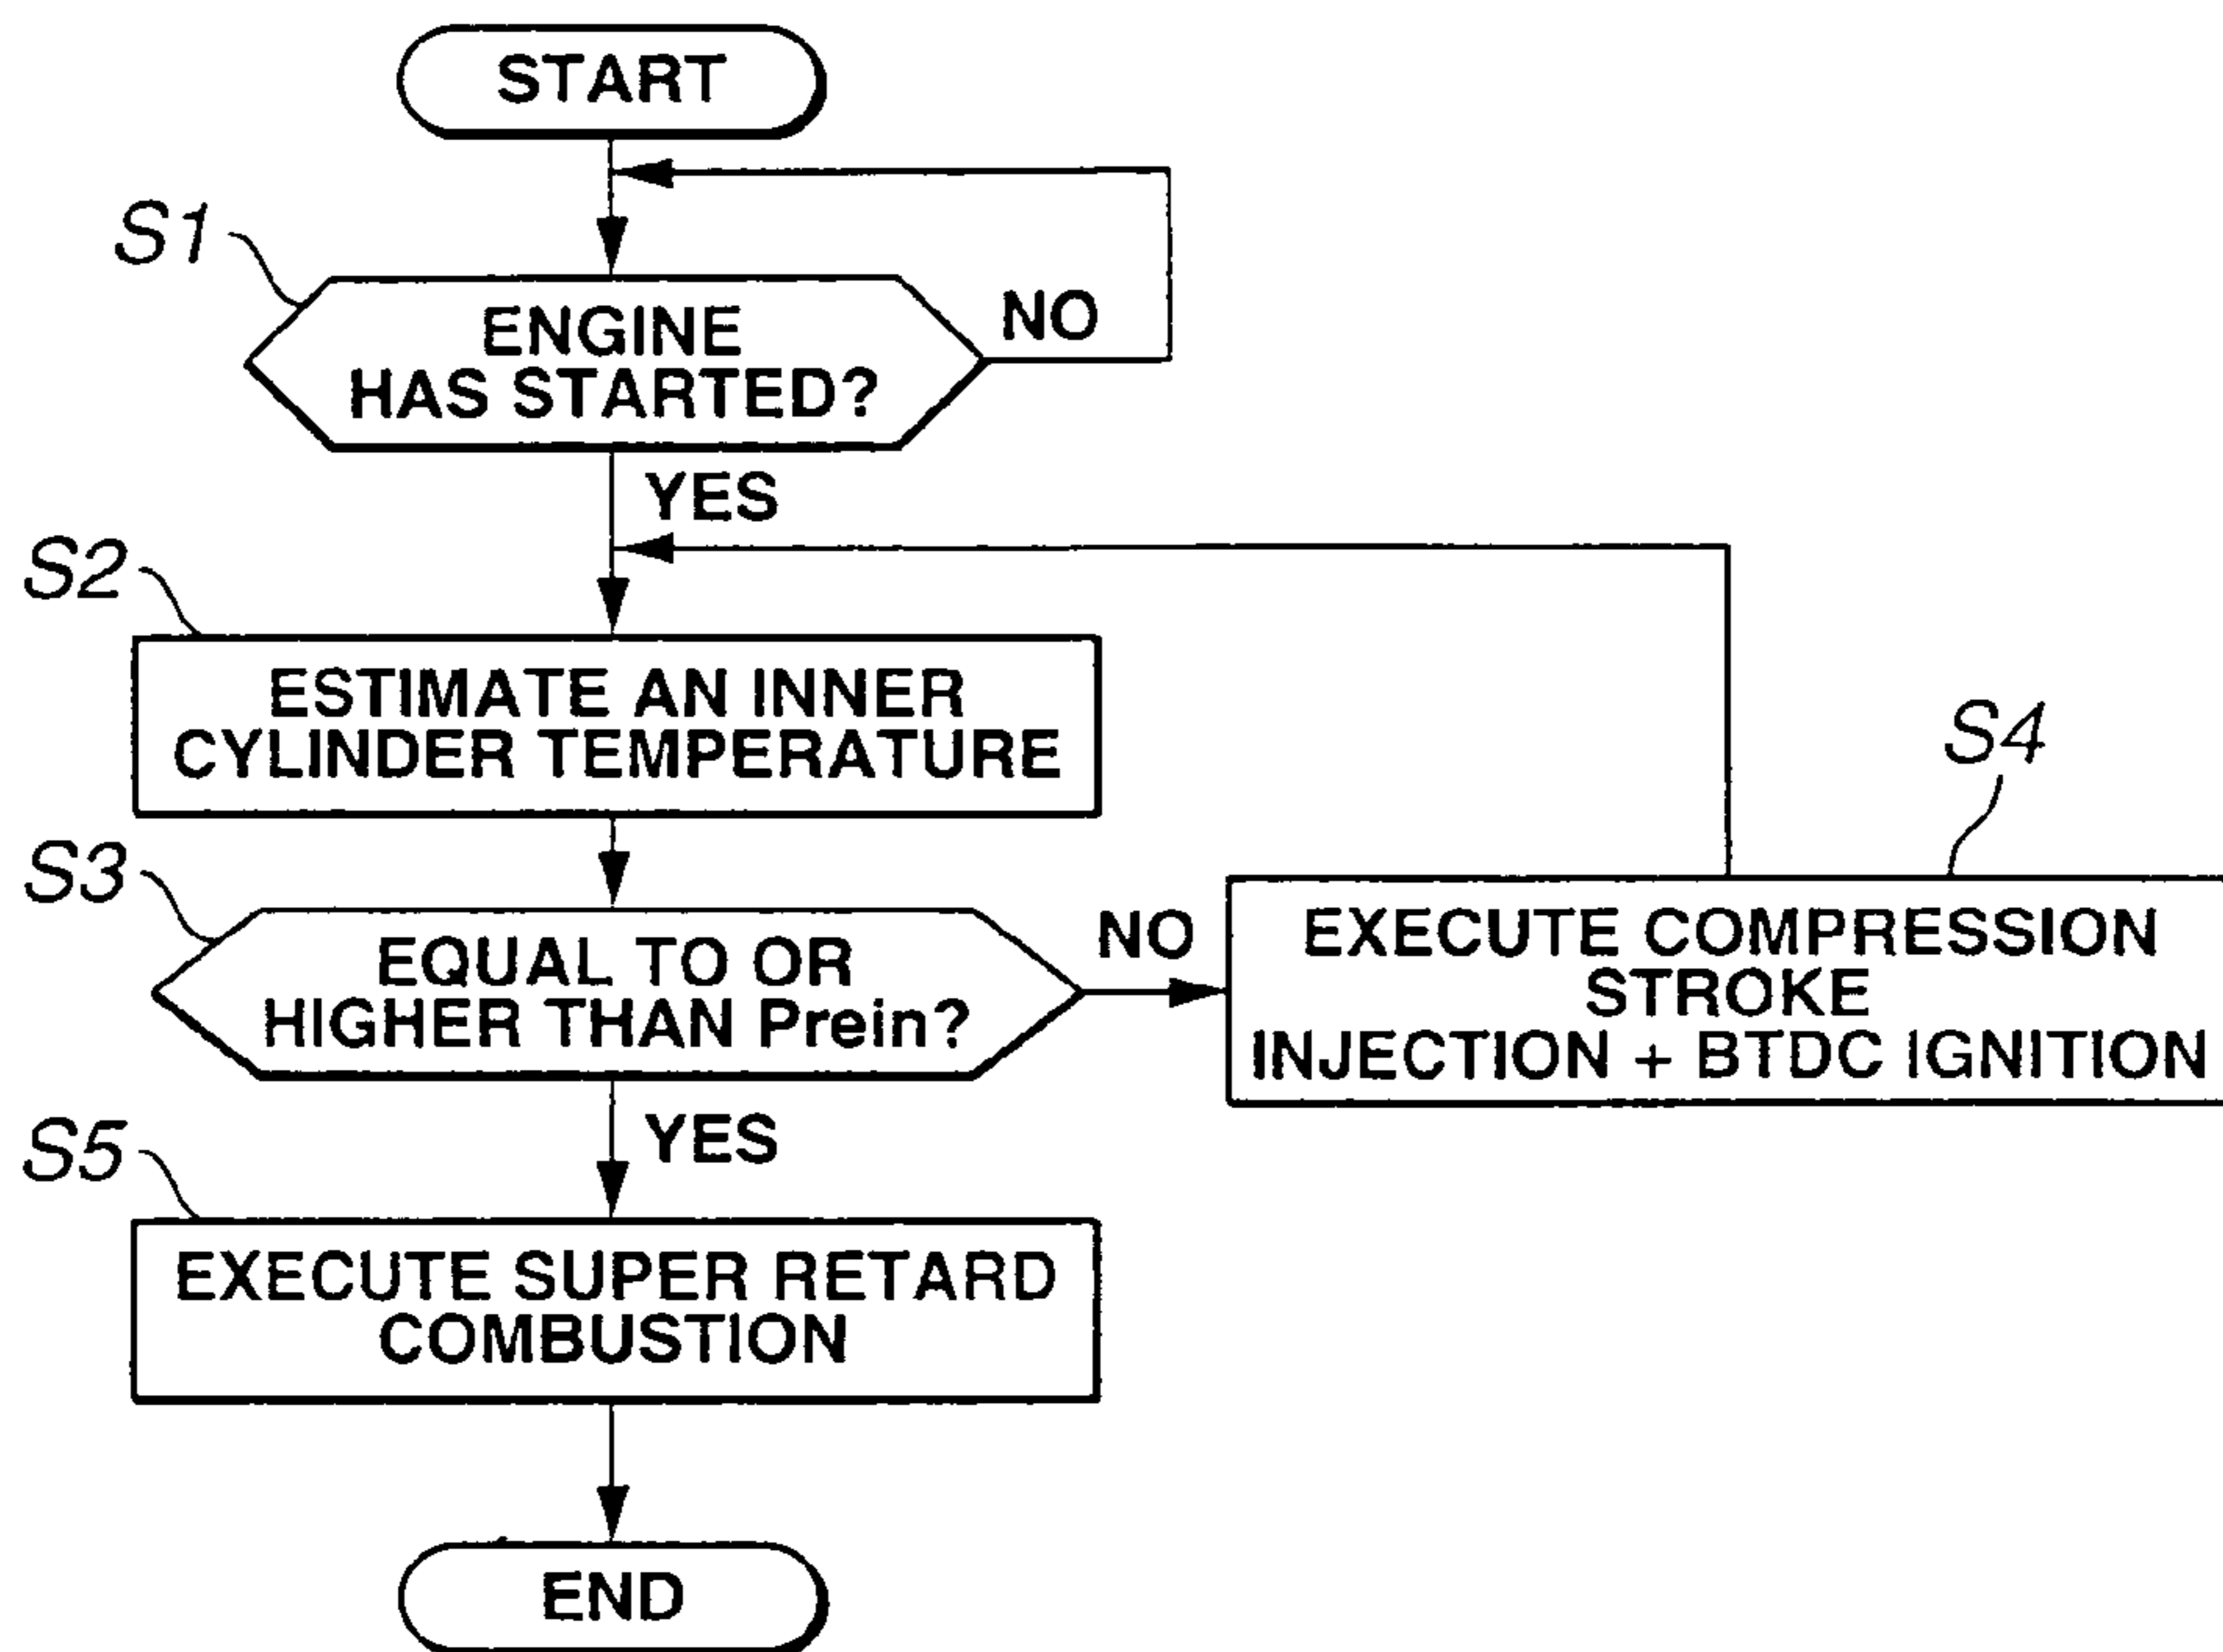 START
S1
ENGINE
HAS STARTED?
NO
YES
S2
ESTIMATE AN INNER
CYLINDER TEMPERATURE
S3
EQUAL TO OR
HIGHER THAN Prein?
NO
S4
EXECUTE COMPRESSION
STROKE
INJECTION + BTDC IGNITION
YES
S5
EXECUTE SUPER RETARD
COMBUSTION
END